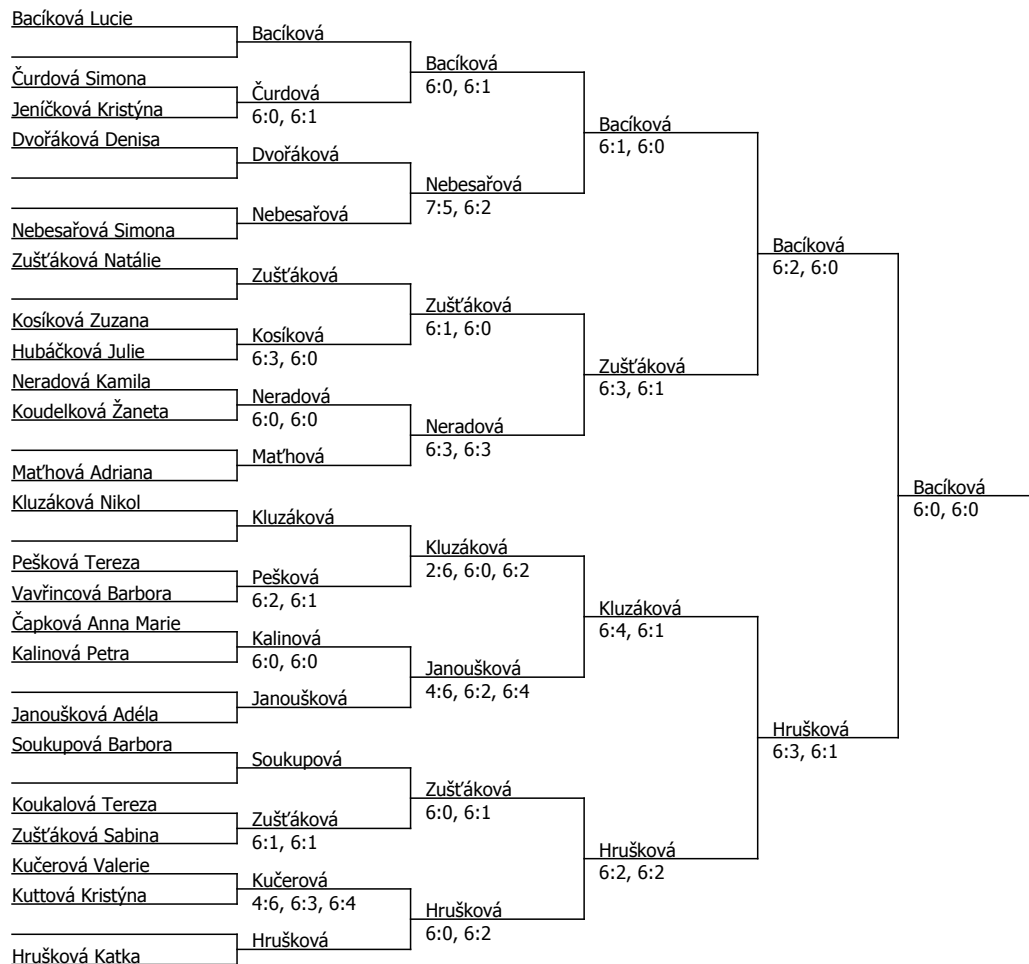 Bacíková Lucie
Čurdová Simona
Jeníčková Kristýna
Dvořáková Denisa
Nebesařová Simona
Zušťáková Natálie
Kosíková Zuzana
Hubáčková Julie
Neradová Kamila
Koudelková Žaneta
Maťhová Adriana
Kluzáková Nikol
Pešková Tereza
Vavřincová Barbora
Čapková Anna Marie
Kalinová Petra
Janoušková Adéla
Soukupová Barbora
Koukalová Tereza
Zušťáková Sabina
Kučerová Valerie
Kuttová Kristýna
Hrušková Katka
Bacíková
Čurdová
6:0, 6:1
Dvořáková
Nebesařová
Zušťáková
Kosíková
6:3, 6:0
Neradová
6:0, 6:0
Maťhová
Kluzáková
Pešková
6:2, 6:1
Kalinová
6:0, 6:0
Janoušková
Soukupová
Zušťáková
6:1, 6:1
Kučerová
4:6, 6:3, 6:4
Hrušková
Bacíková
6:0, 6:1
Nebesařová
7:5, 6:2
Zušťáková
6:1, 6:0
Neradová
6:3, 6:3
Kluzáková
2:6, 6:0, 6:2
Janoušková
4:6, 6:2, 6:4
Zušťáková
6:0, 6:1
Hrušková
6:0, 6:2
Bacíková
6:1, 6:0
Zušťáková
6:3, 6:1
Kluzáková
6:4, 6:1
Hrušková
6:2, 6:2
Bacíková
6:2, 6:0
Hrušková
6:3, 6:1
Bacíková
6:0, 6:0